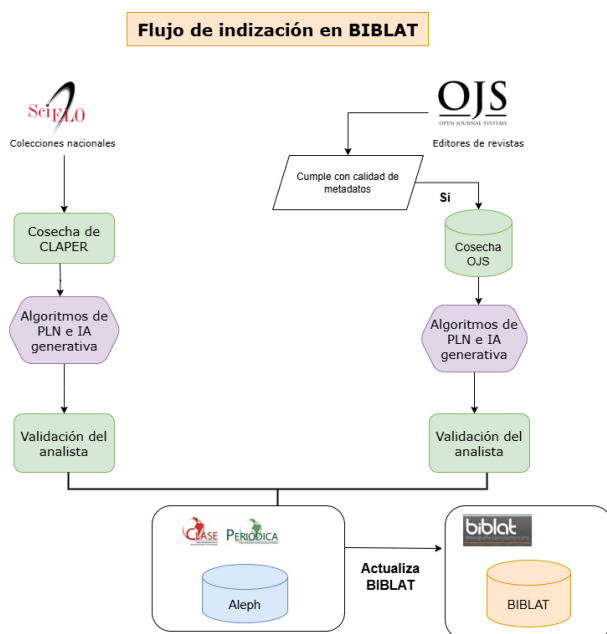 Flujo de indización en BIBLAT
SciELO
Colecciones nacionales
OJS
OPEN JOURNAL SYSTEMS
Editores de revistas
Cumple con calidad de
metadatos
Sí
Cosecha de
CLAPER
Cosecha
OJS
Algoritmos de
PLN e IA
generativa
Algoritmos de
PLN e IA
generativa
Validación del
analista
Validación del
analista
CLASE
PERIÓDICA
Aleph
Actualiza
BIBLAT
biblat
BIBLAT